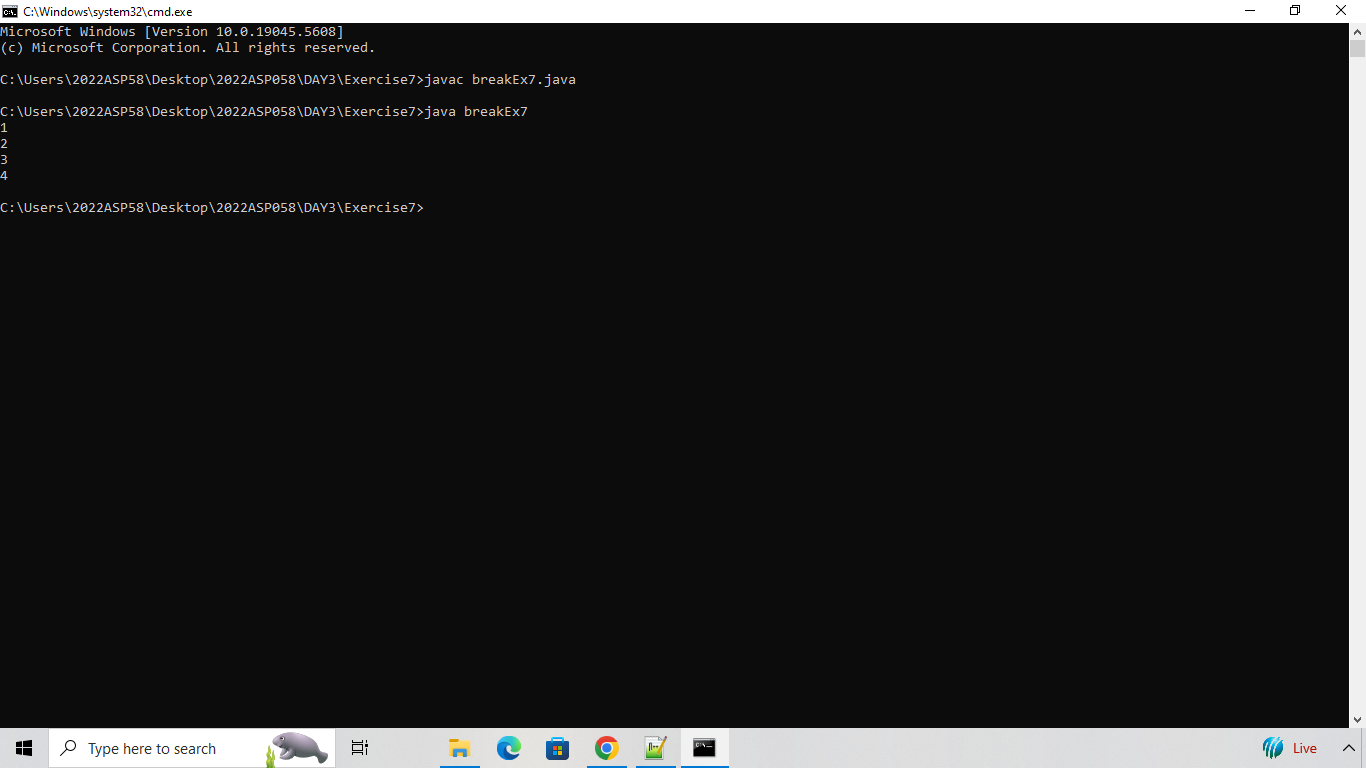 C:\Windows\system32\cmd.exe
Microsoft Windows [Version 10.0.19045.5608]
(c) Microsoft Corporation. All rights reserved.
C:\Users\2022ASP58\Desktop\2022ASP058\DAY3\Exercise7>javac breakEx7.java
C:\Users\2022ASP58\Desktop\2022ASP058\DAY3\Exercise7>java breakEx7
1
2
3
4
C:\Users\2022ASP58\Desktop\2022ASP058\DAY3\Exercise7>
Type here to search
Live